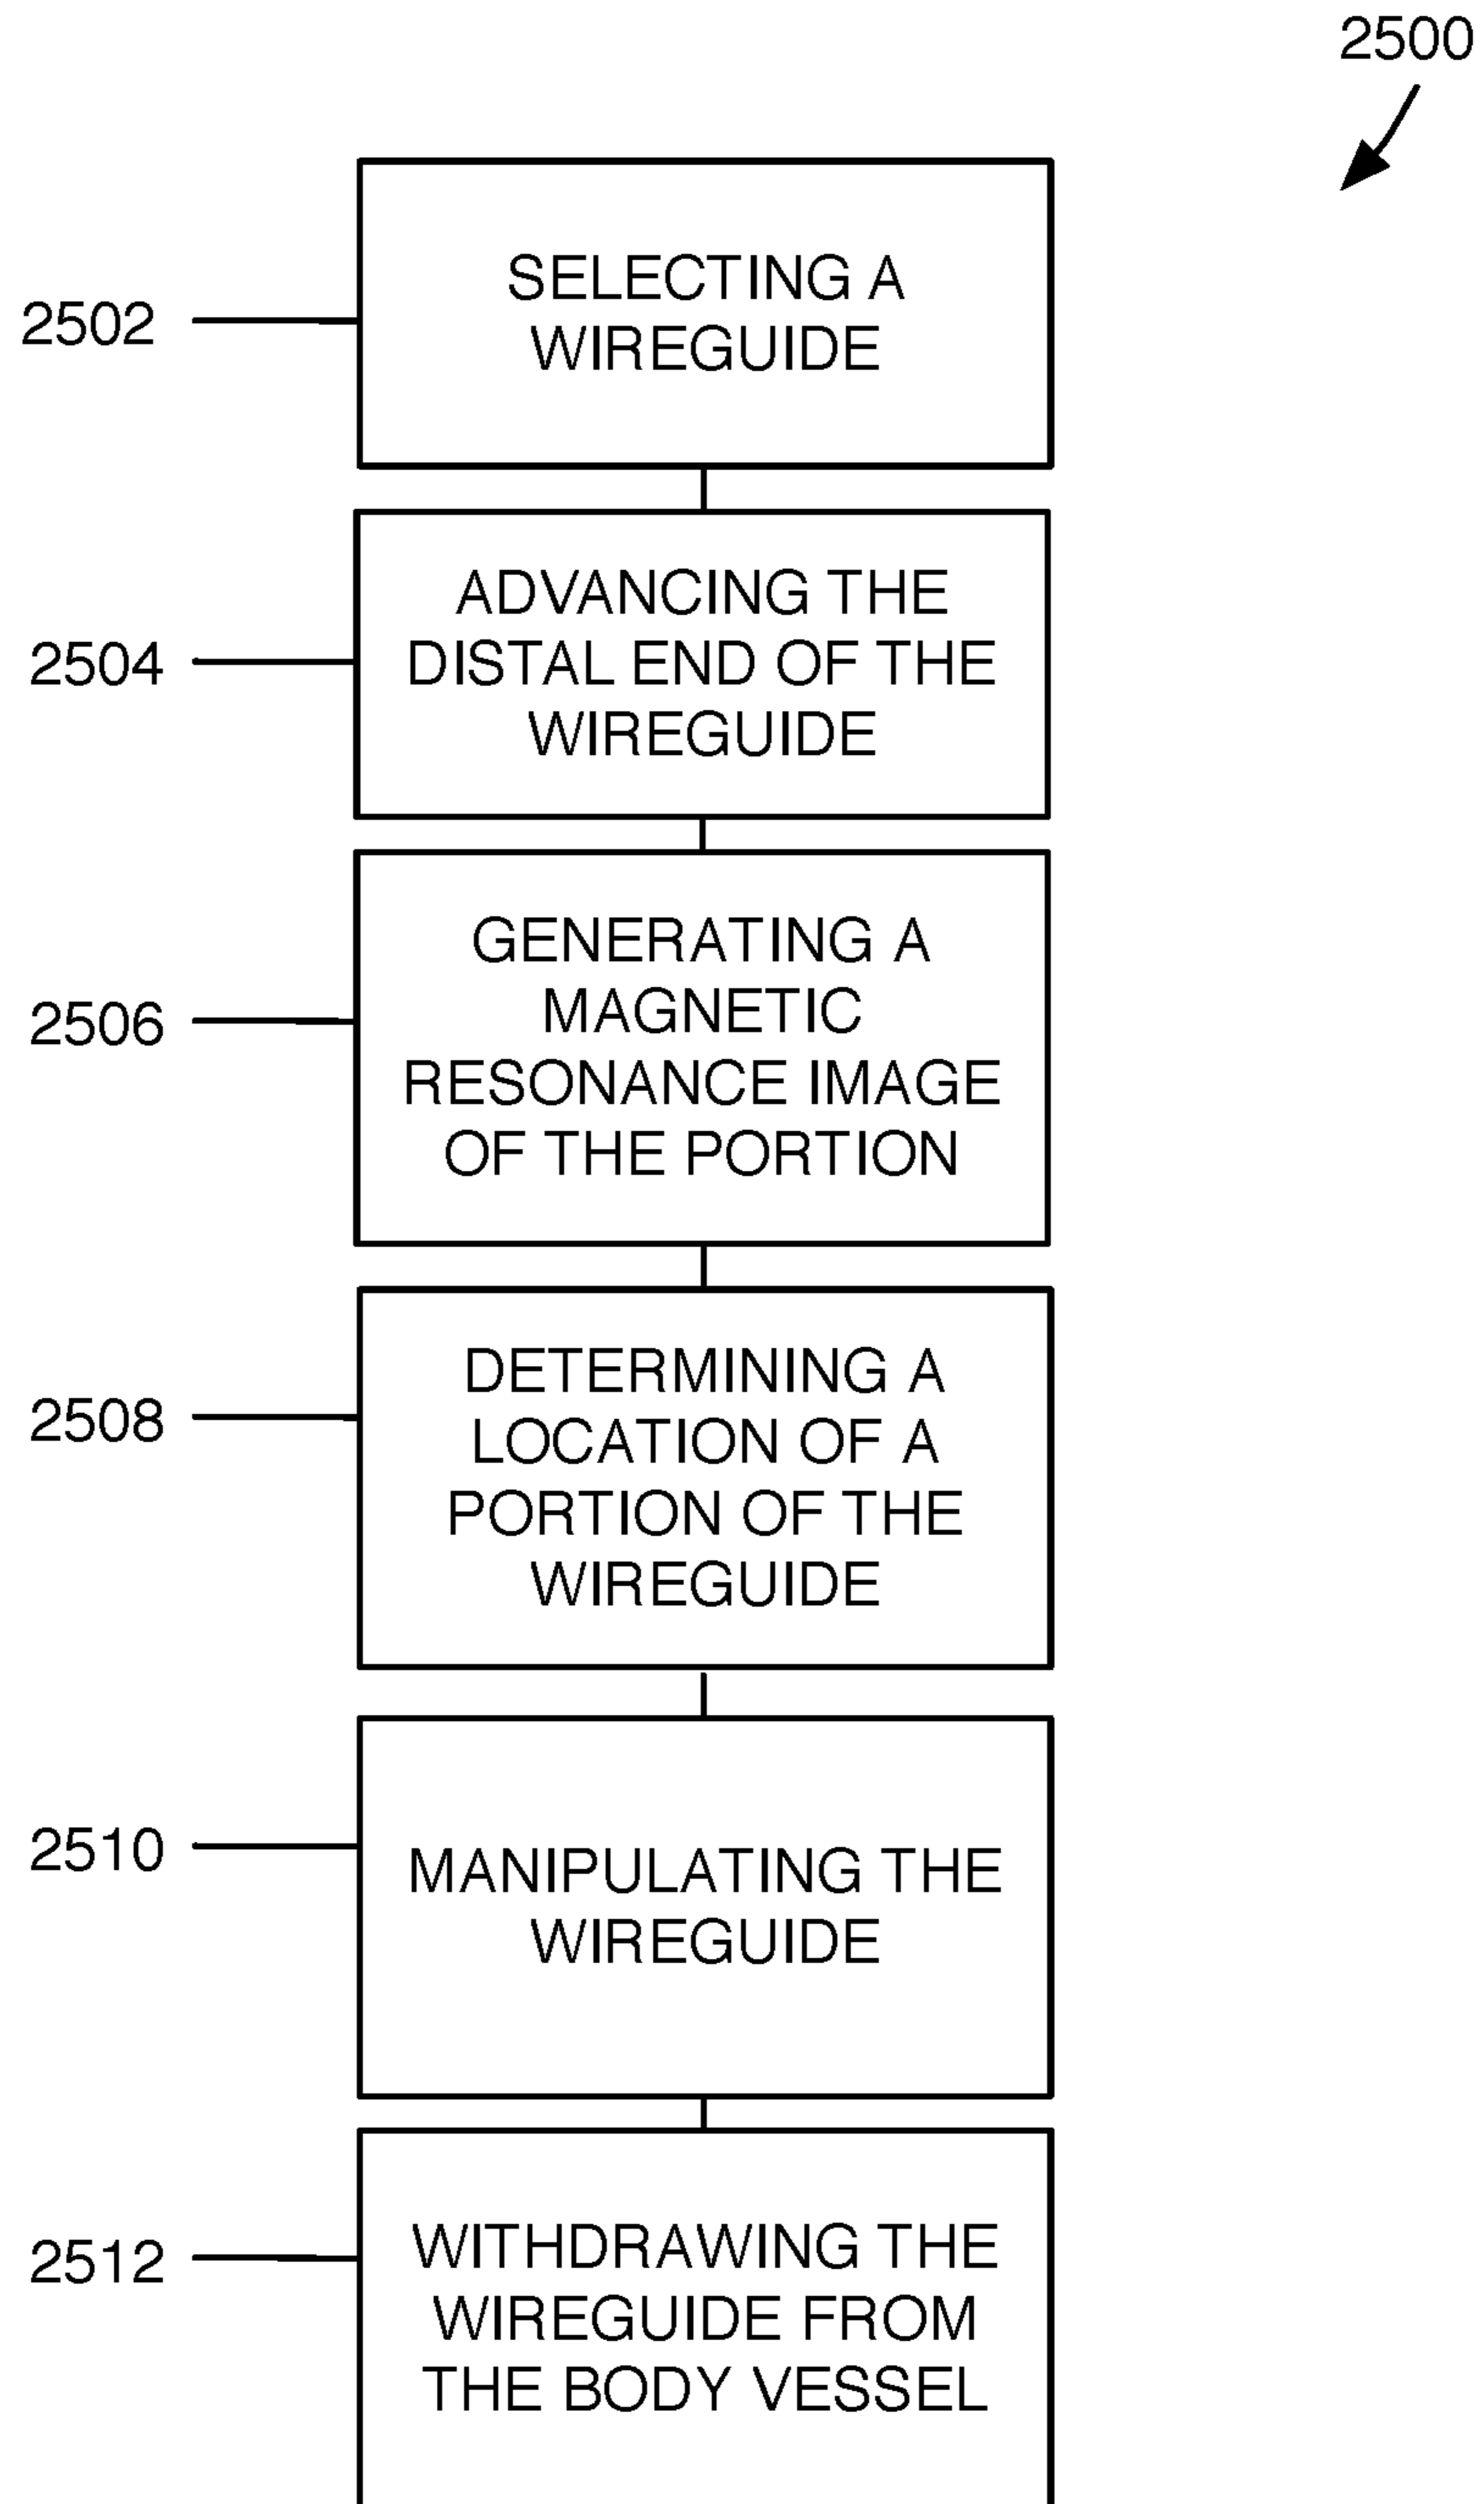 2500
2502
SELECTING A
WIREGUIDE
2504
ADVANCING THE
DISTAL END OF THE
WIREGUIDE
2506
GENERATING A
MAGNETIC
RESONANCE IMAGE
OF THE PORTION
2508
DETERMINING A
LOCATION OF A
PORTION OF THE
WIREGUIDE
2510
MANIPULATING THE
WIREGUIDE
2512
WITHDRAWING THE
WIREGUIDE FROM
THE BODY VESSEL